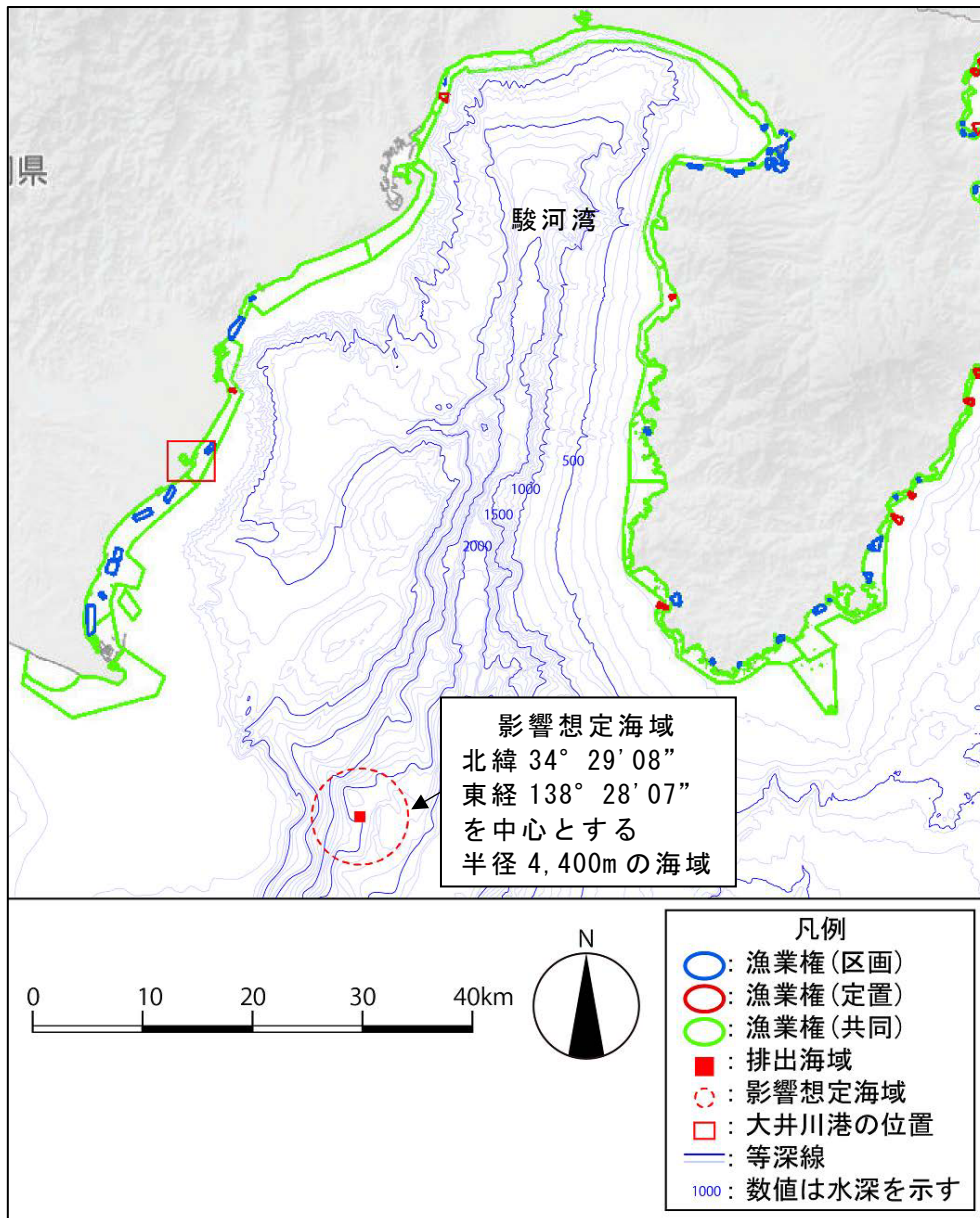 県
駿河湾
500
1000
1500
2000
影響想定海域
北緯 34° 29’08”
東経 138° 28’07”
を中心とする
半径 4,400m の海域
N
0 10 20 30 40km
凡例
: 漁業権(区画)
: 漁業権(定置)
: 漁業権(共同)
: 排出海域
: 影響想定海域
: 大井川港の位置
: 等深線
1000 : 数値は水深を示す